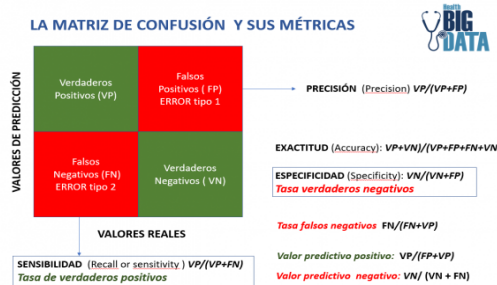 LA MATRIZ DE CONFUSIÓN Y SUS MÉTRICAS
Health
BIG
DATA
VALORES DE PREDICCIÓN
Verdaderos
Positivos (VP)
Falsos
Positivos ( FP)
ERROR tipo 1
Falsos
Negativos (FN)
ERROR tipo 2
Verdaderos
Negativos ( VN)
VALORES REALES
PRECISIÓN (Precision) VP/(VP+FP)
EXACTITUD (Accuracy): VP+VN)/(VP+FP+FN+VN
ESPECIFICIDAD (Specificity): VN/(VN+FP)
Tasa verdaderos negativos
Tasa falsos negativos FN/(FN+VP)
Valor predictivo positivo: VP/(FP+VP)
Valor predictivo negativo: VN/ (VN + FN)
SENSIBILIDAD (Recall or sensitivity ) VP/(VP+FN)
Tasa de verdaderos positivos